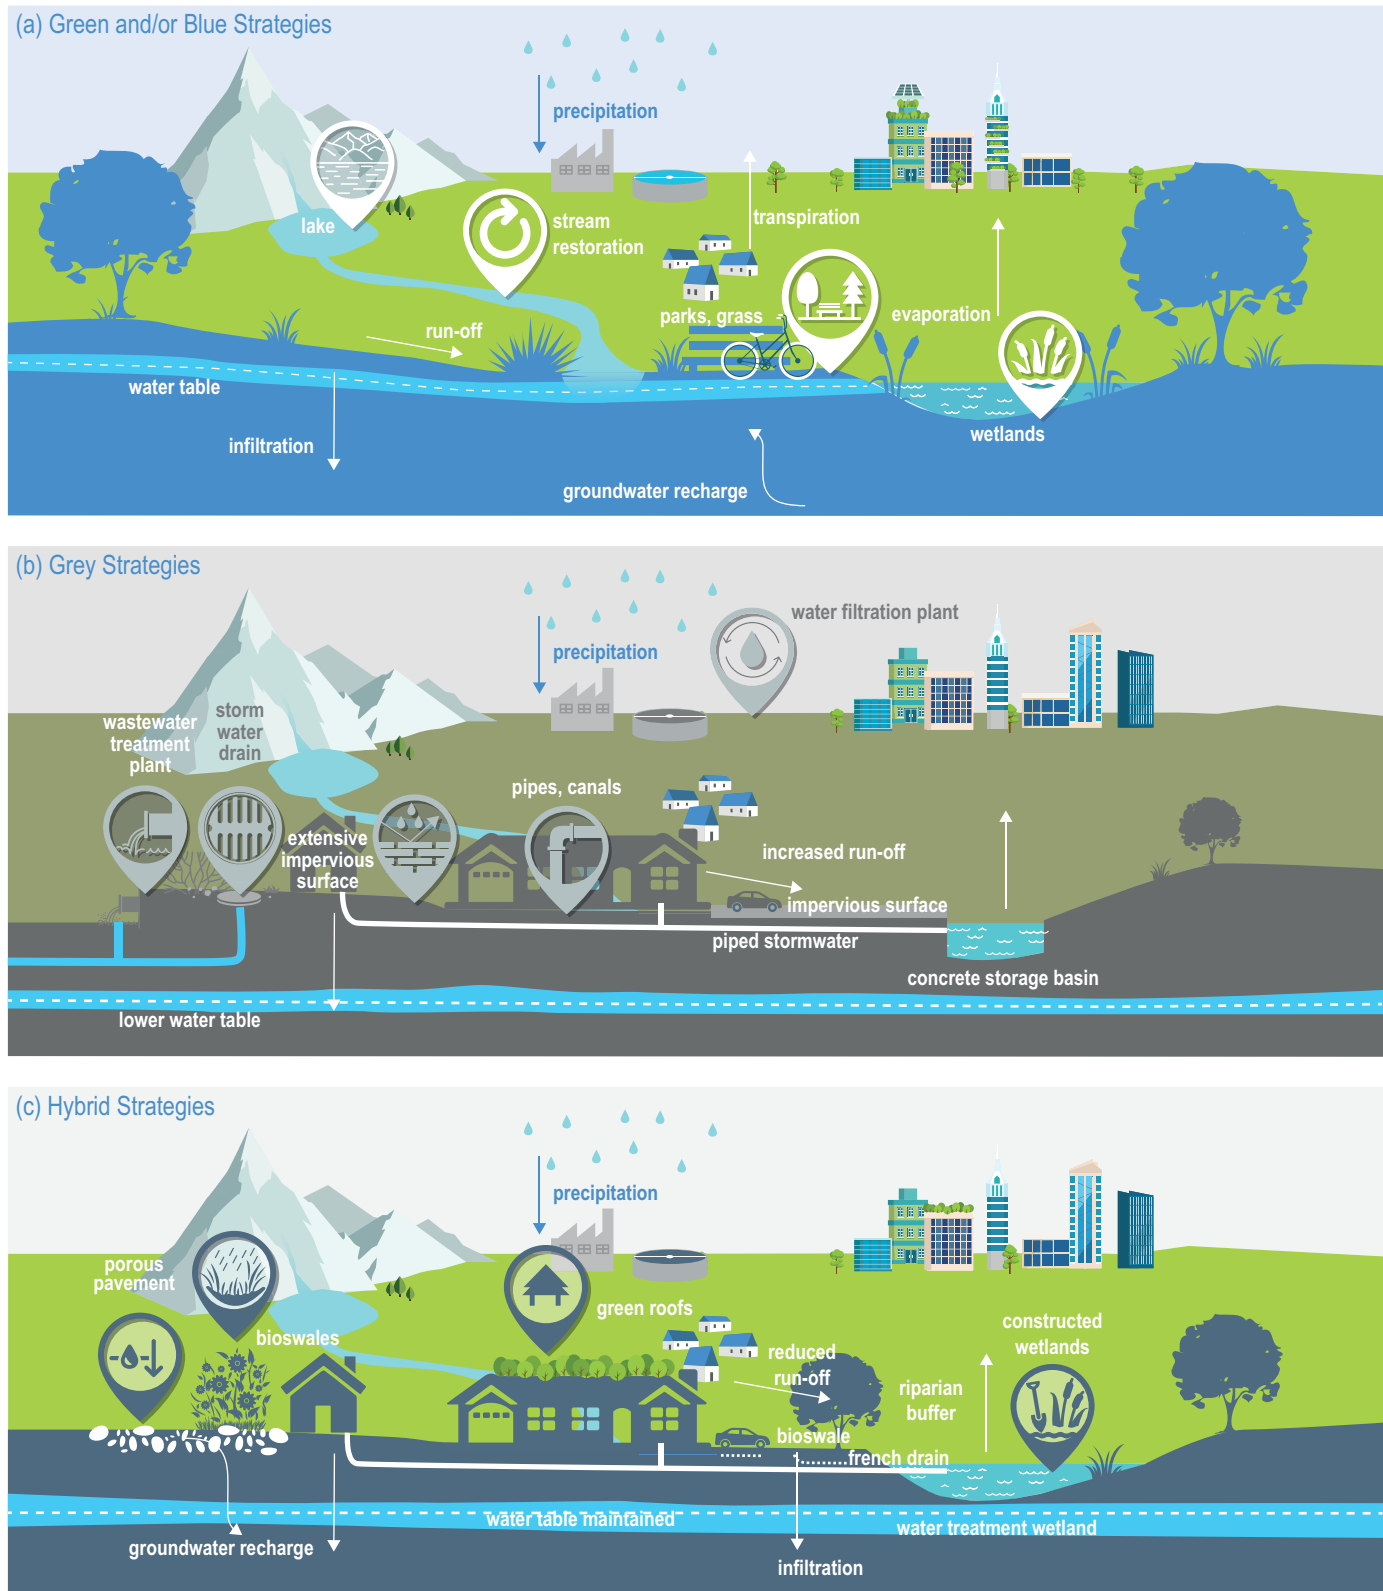 (a) Green and/or Blue Strategies
precipitation
lake
stream
restoration
transpiration
parks, grass
evaporation
run-off
water table
infiltration
wetlands
groundwater recharge
(b) Grey Strategies
water filtration plant
precipitation
wastewater
treatment
plant
storm
water
drain
pipes, canals
extensive
impervious
surface
increased run-off
impervious surface
piped stormwater
concrete storage basin
lower water table
(c) Hybrid Strategies
precipitation
porous
pavement
bioswales
green roofs
constructed
wetlands
reduced
run-off
riparian
buffer
bioswale
french drain
water table maintained
water treatment wetland
groundwater recharge
infiltration